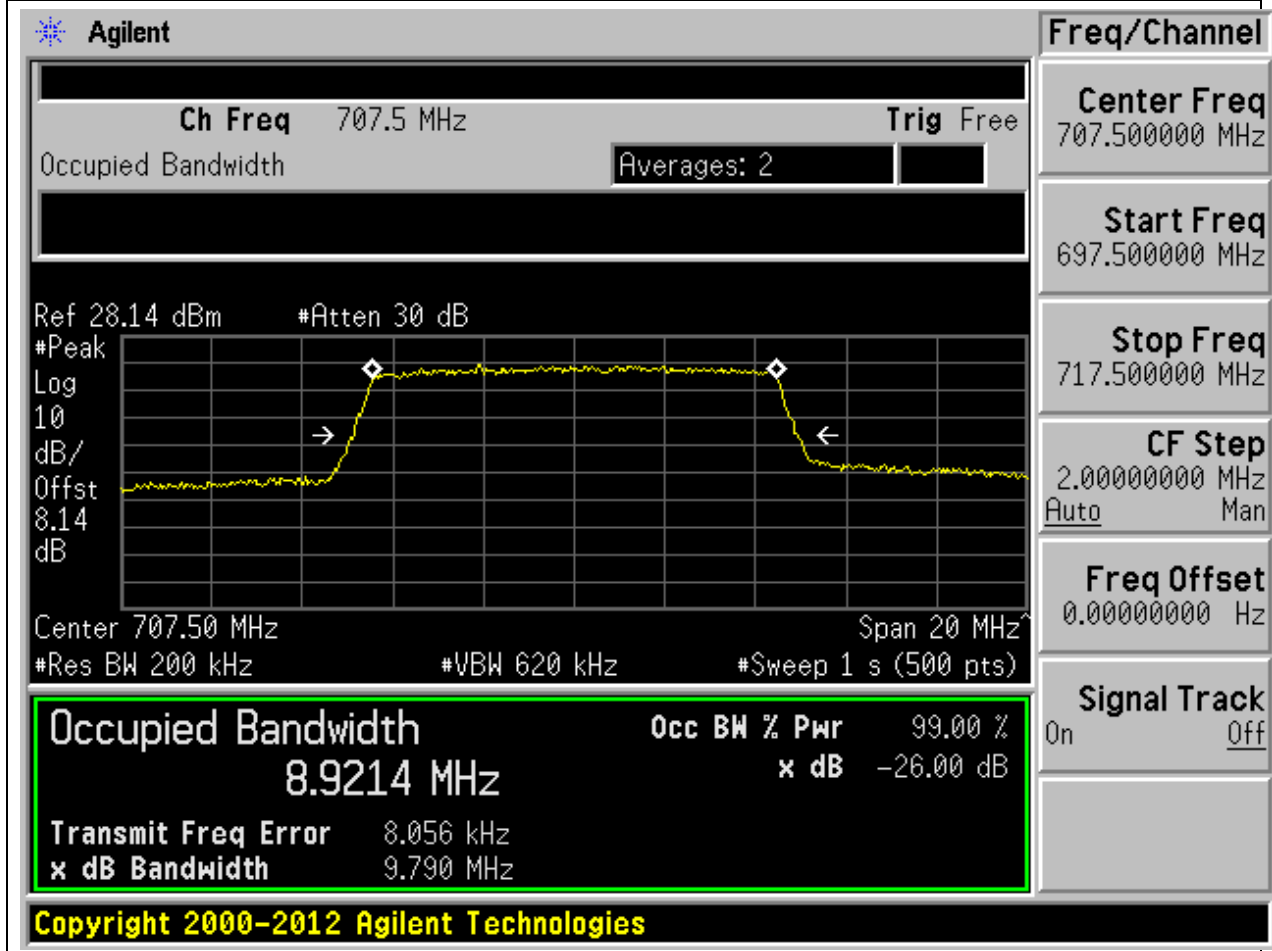 Agilent
Freq/Channel
Ch Freq 707.5 MHz Trig Free
Occupied Bandwidth Averages: 2
Ref 28.14 dBm #Atten 30 dB
#Peak
Log
10
dB/
Offst
8.14
dB
Center 707.50 MHz Span 20 MHz^
#Res BW 200 kHz #VBW 620 kHz #Sweep 1 s (500 pts)
Occupied Bandwidth
8.9214 MHz
Occ BW % Pwr 99.00 %
x dB -26.00 dB
Transmit Freq Error 8.056 kHz
x dB Bandwidth 9.790 MHz
Center Freq
707.500000 MHz
Start Freq
697.500000 MHz
Stop Freq
717.500000 MHz
CF Step
2.00000000 MHz
Auto Man
Freq Offset
0.00000000 Hz
Signal Track
On Off
Copyright 2000-2012 Agilent Technologies